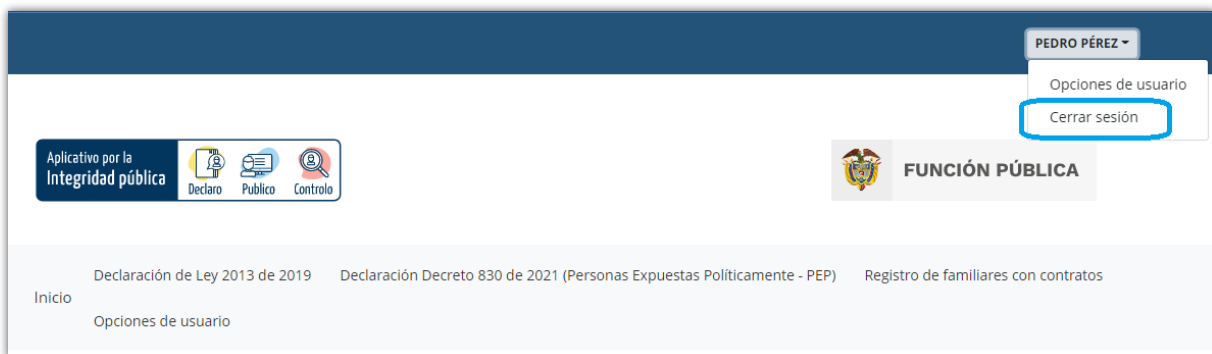 PEDRO PÉREZ
Opciones de usuario
Cerrar sesión
Aplicativo por la
Integridad pública
Declaro Publico Controlo
FUNCIÓN PÚBLICA
Declaración de Ley 2013 de 2019 Declaración Decreto 830 de 2021 (Personas Expuestas Políticamente - PEP) Registro de familiares con contratos
Inicio
Opciones de usuario